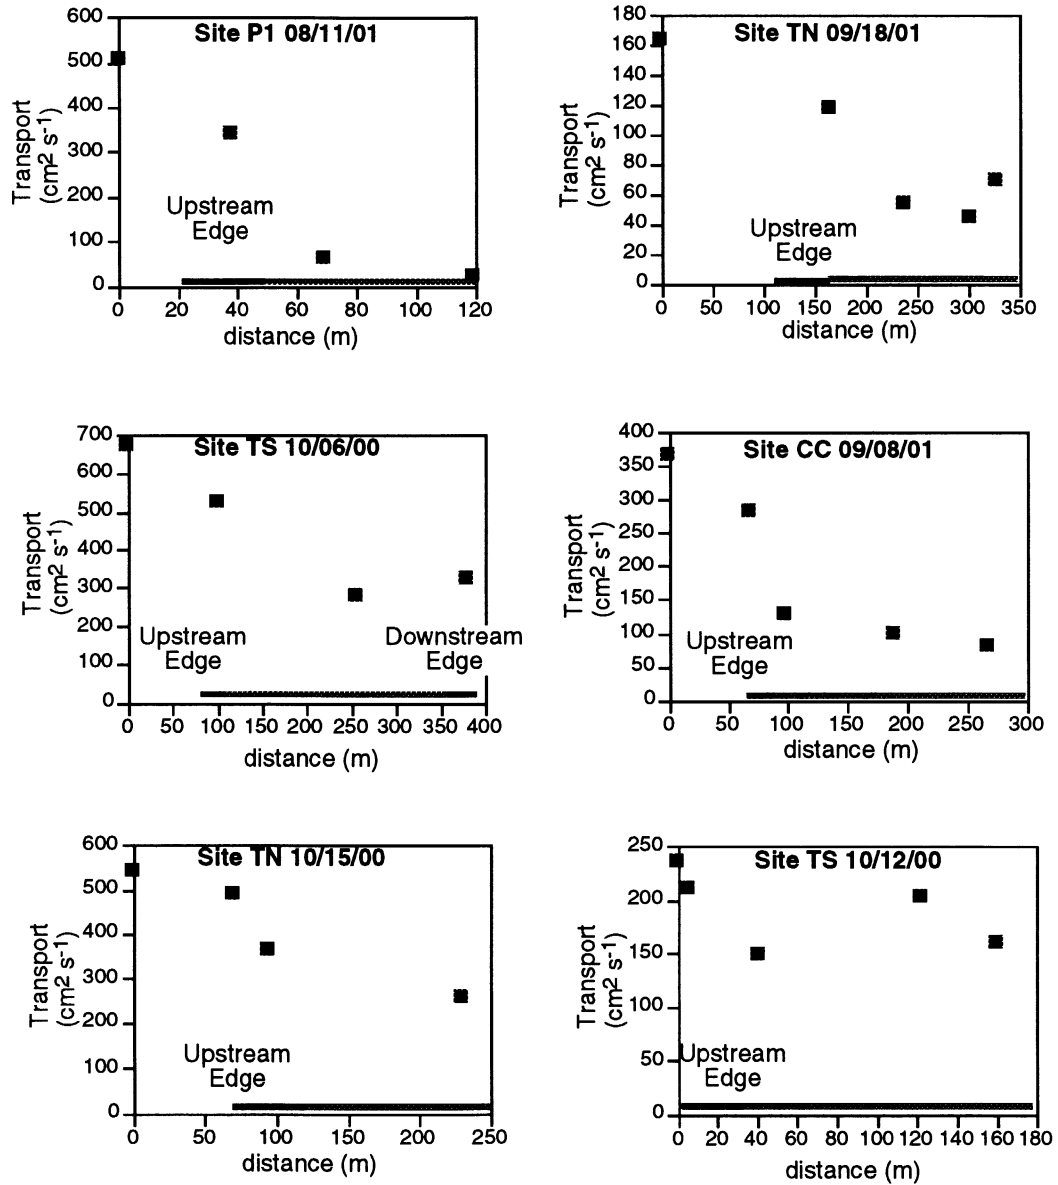 Site P1 08/11/01
600
500
400
300
200
100
0
Transport
(cm2 s-1)
Upstream
Edge
0 20 40 60 80 100 120
distance (m)
Site TN 09/18/01
180
160
140
120
100
80
60
40
20
0
Transport
(cm2 s-1)
Upstream
Edge
0 50 100 150 200 250 300 350
distance (m)
Site TS 10/06/00
700
600
500
400
300
200
100
0
Transport
(cm2 s-1)
Upstream
Edge
Downstream
Edge
0 50 100 150 200 250 300 350 400
distance (m)
Site CC 09/08/01
400
350
300
250
200
150
100
50
0
Transport
(cm2 s-1)
Upstream
Edge
0 50 100 150 200 250 300
distance (m)
Site TN 10/15/00
600
500
400
300
200
100
0
Transport
(cm2 s-1)
Upstream
Edge
0 50 100 150 200 250
distance (m)
Site TS 10/12/00
250
200
150
100
50
0
Transport
(cm2 s-1)
Upstream
Edge
0 20 40 60 80 100 120 140 160 180
distance (m)